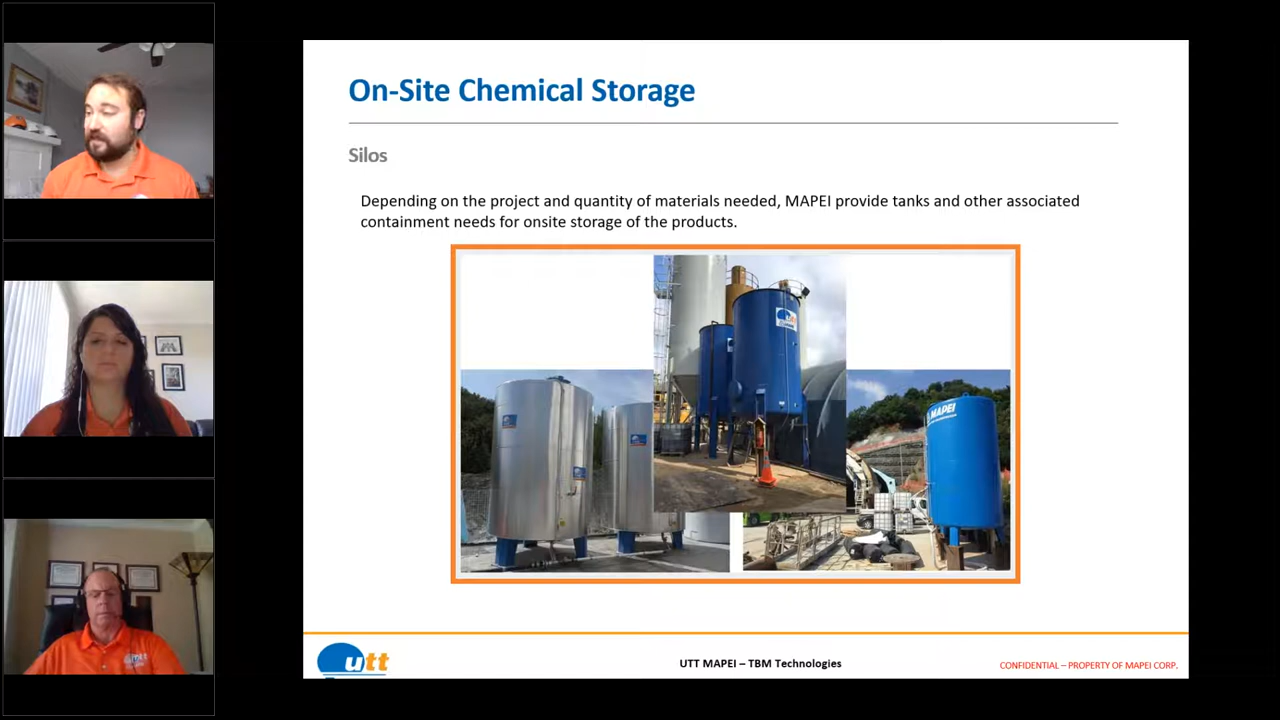 On-Site Chemical Storage
Silos
Depending on the project and quantity of materials needed, MAPEI provide tanks and other associated
containment needs for onsite storage of the products.
MAPEI
utt
UTT MAPEI – TBM Technologies
CONFIDENTIAL – PROPERTY OF MAPEI CORP.